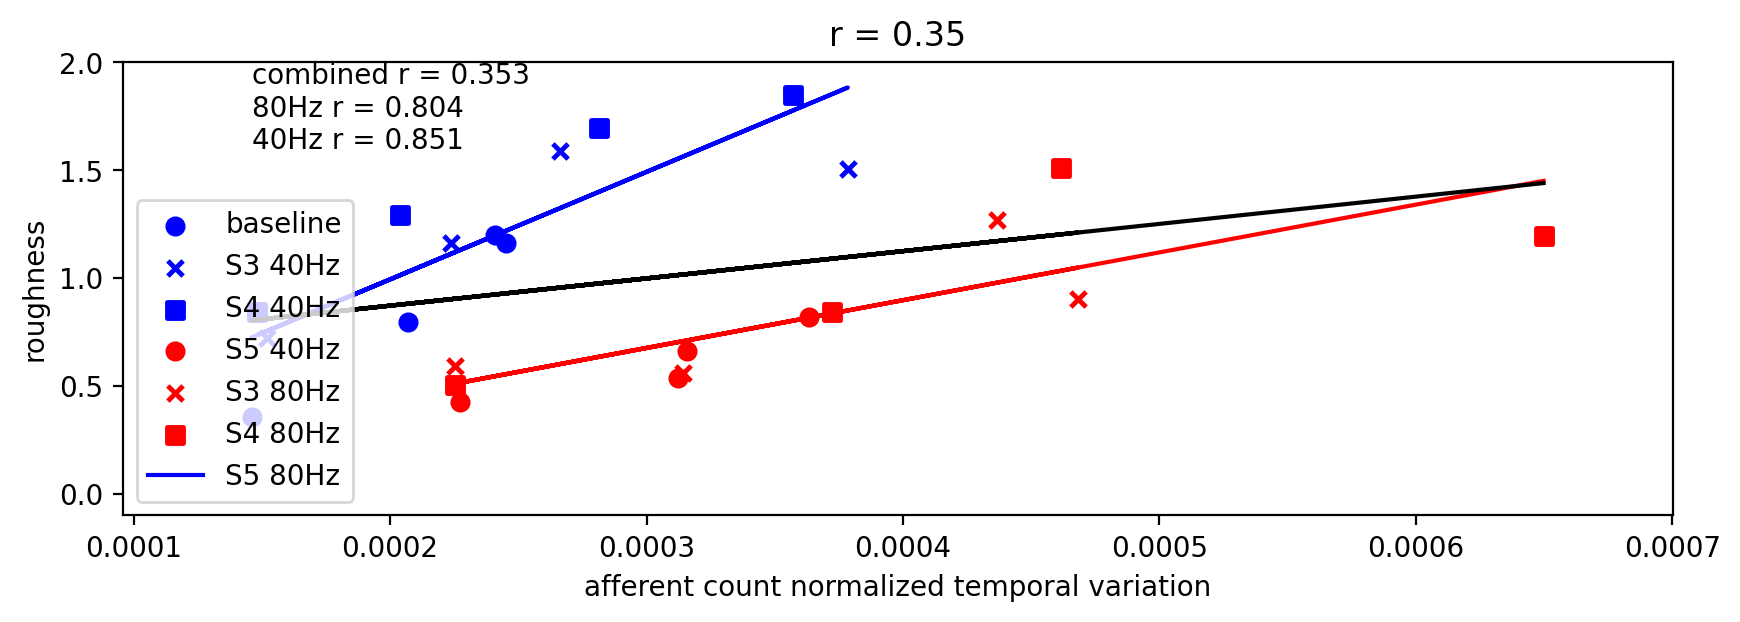 r = 0.35
combined r = 0.353
80Hz r = 0.804
40Hz r = 0.851
2.0
1.5
1.0
0.5
0.0
roughness
baseline
S3 40Hz
S4 40Hz
S5 40Hz
S3 80Hz
S4 80Hz
S5 80Hz
0.0001 0.0002 0.0003 0.0004 0.0005 0.0006 0.0007
afferent count normalized temporal variation